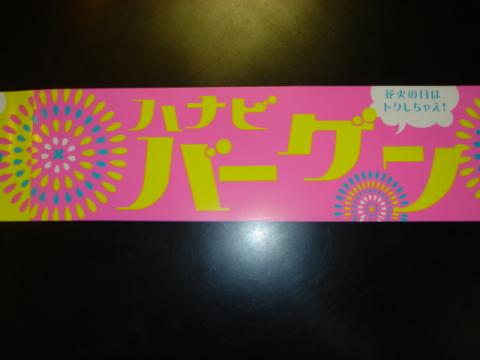 ハナビ
バーゲン
花火の日は
トクしちゃえ!